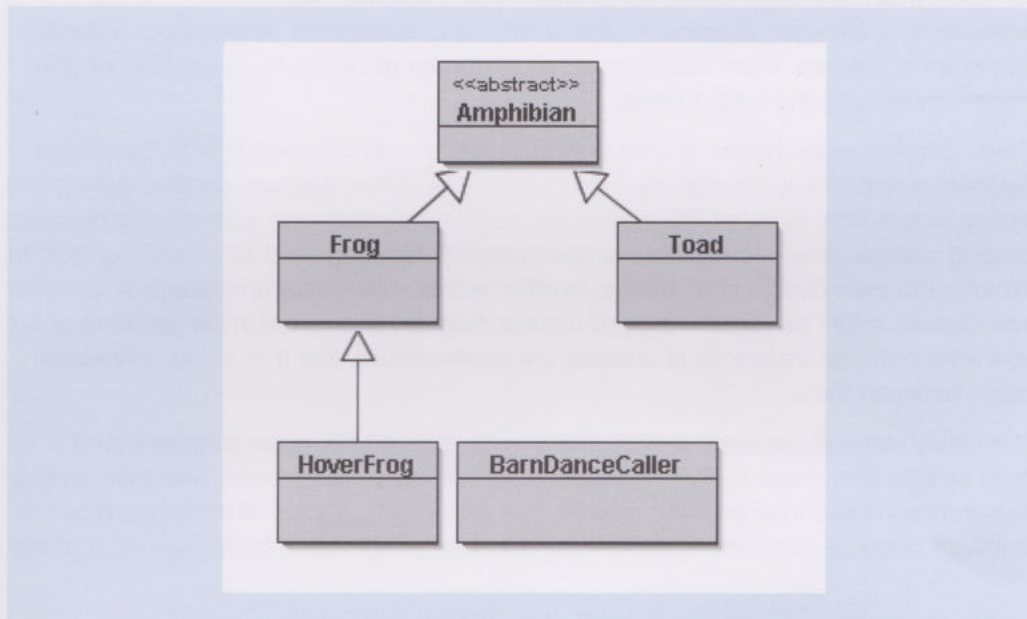 <<abstract>>
Amphibian
Frog
Toad
HoverFrog
BarnDanceCaller